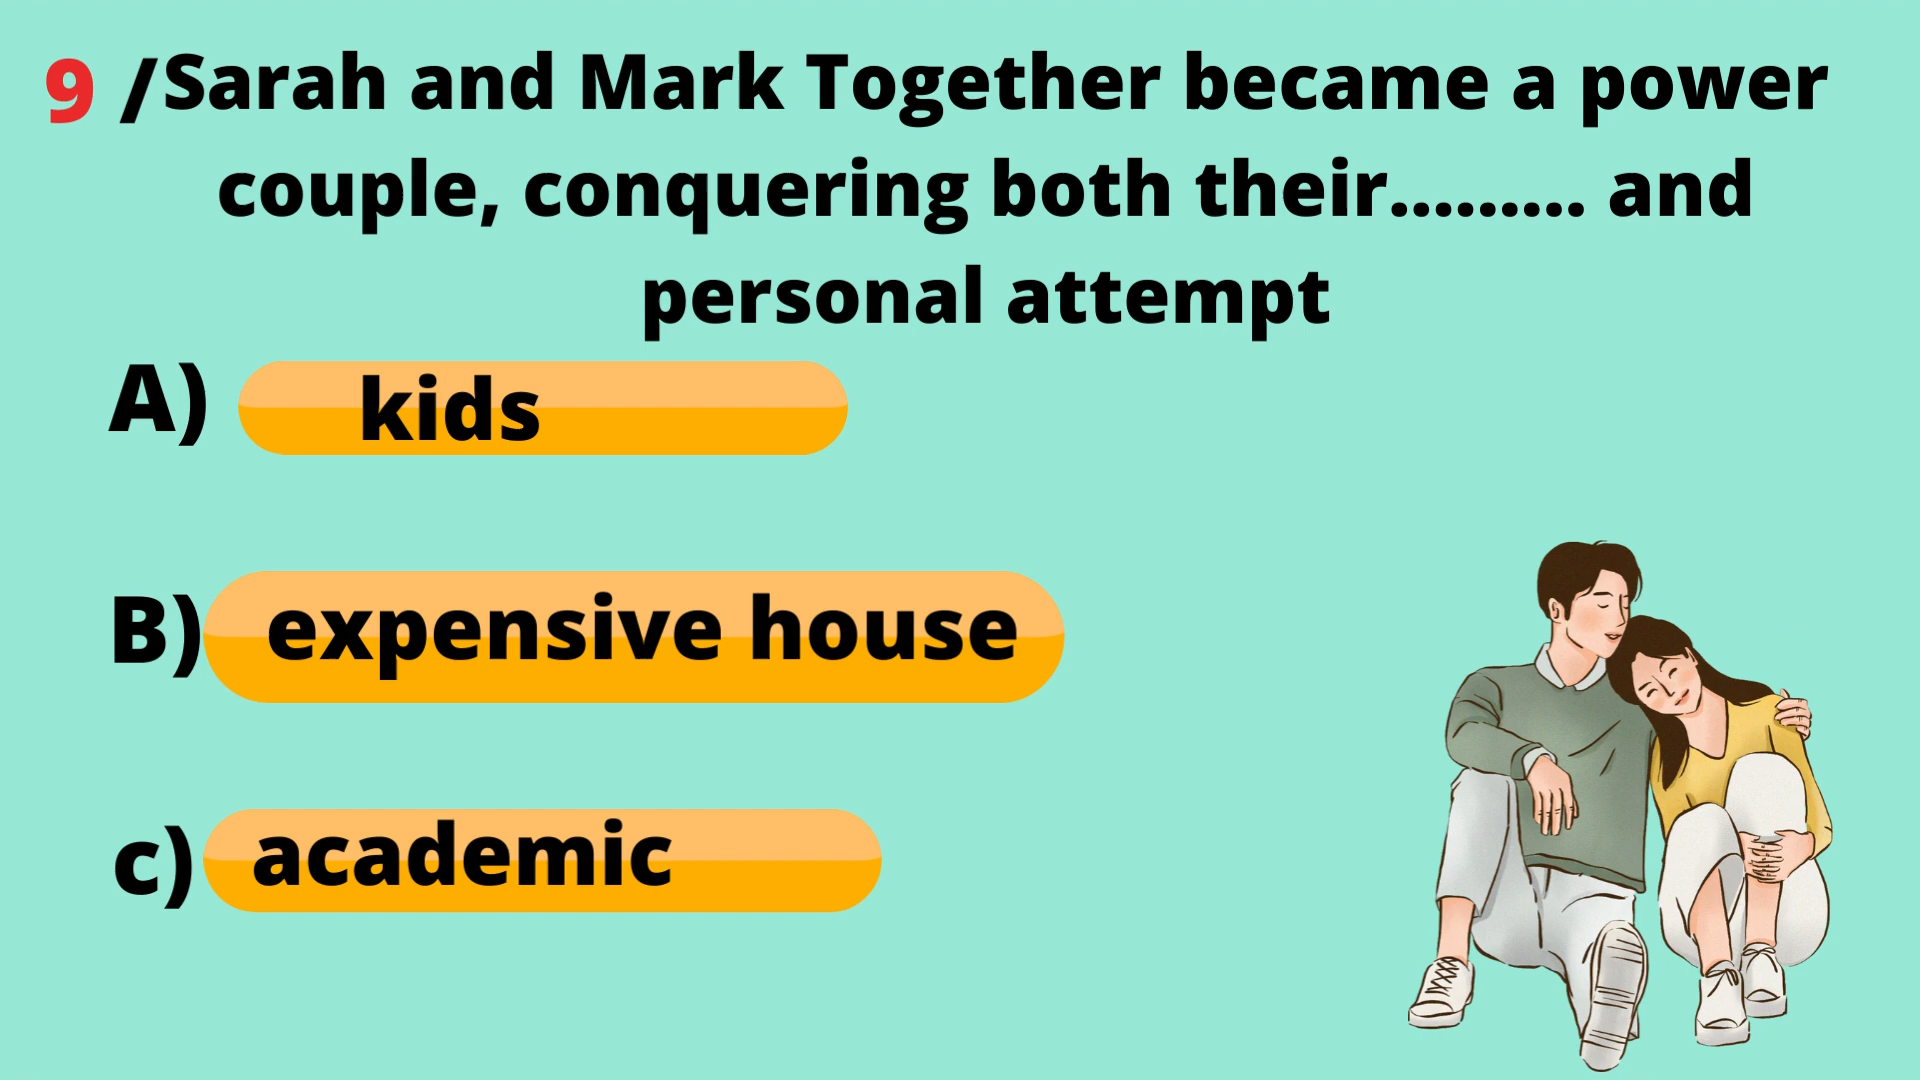 9 /Sarah and Mark Together became a power
couple, conquering both their......... and
personal attempt
A) kids
B) expensive house
c) academic